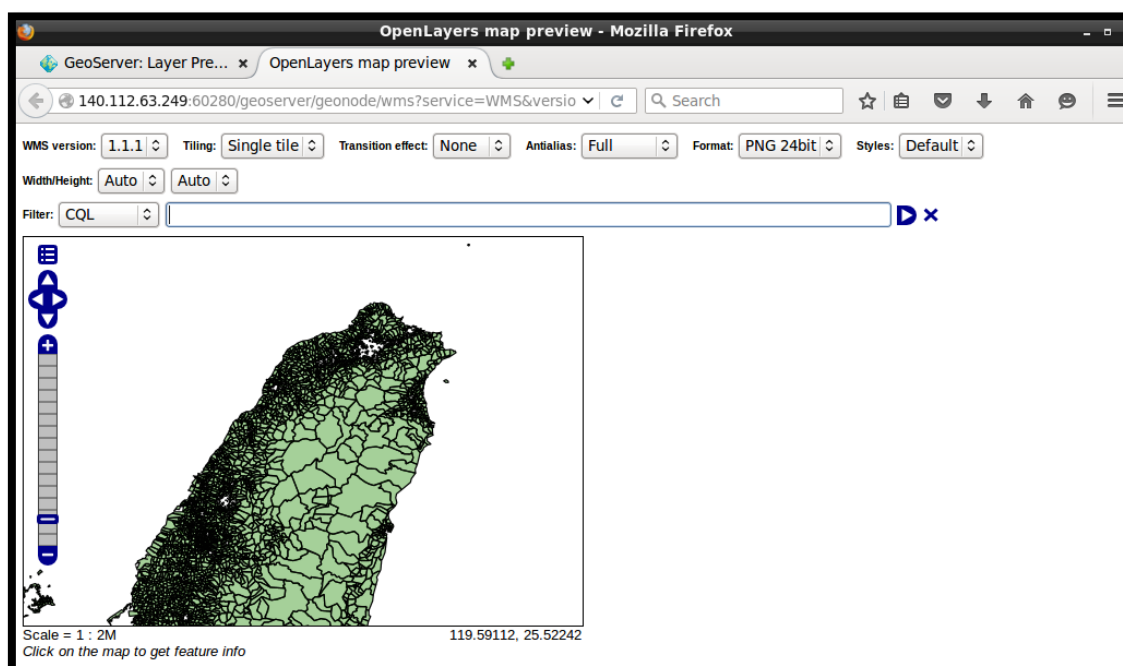 OpenLayers map preview - Mozilla Firefox
GeoServer: Layer Pre... × OpenLayers map preview ×
140.112.63.249:60280/geoserver/geonode/wms?service=WMS&versio Search
WMS version: 1.1.1 Tiling: Single tile Transition effect: None Antialias: Full Format: PNG 24bit Styles: Default
Width/Height: Auto Auto
Filter: CQL
Scale = 1 : 2M 119.59112, 25.52242
Click on the map to get feature info